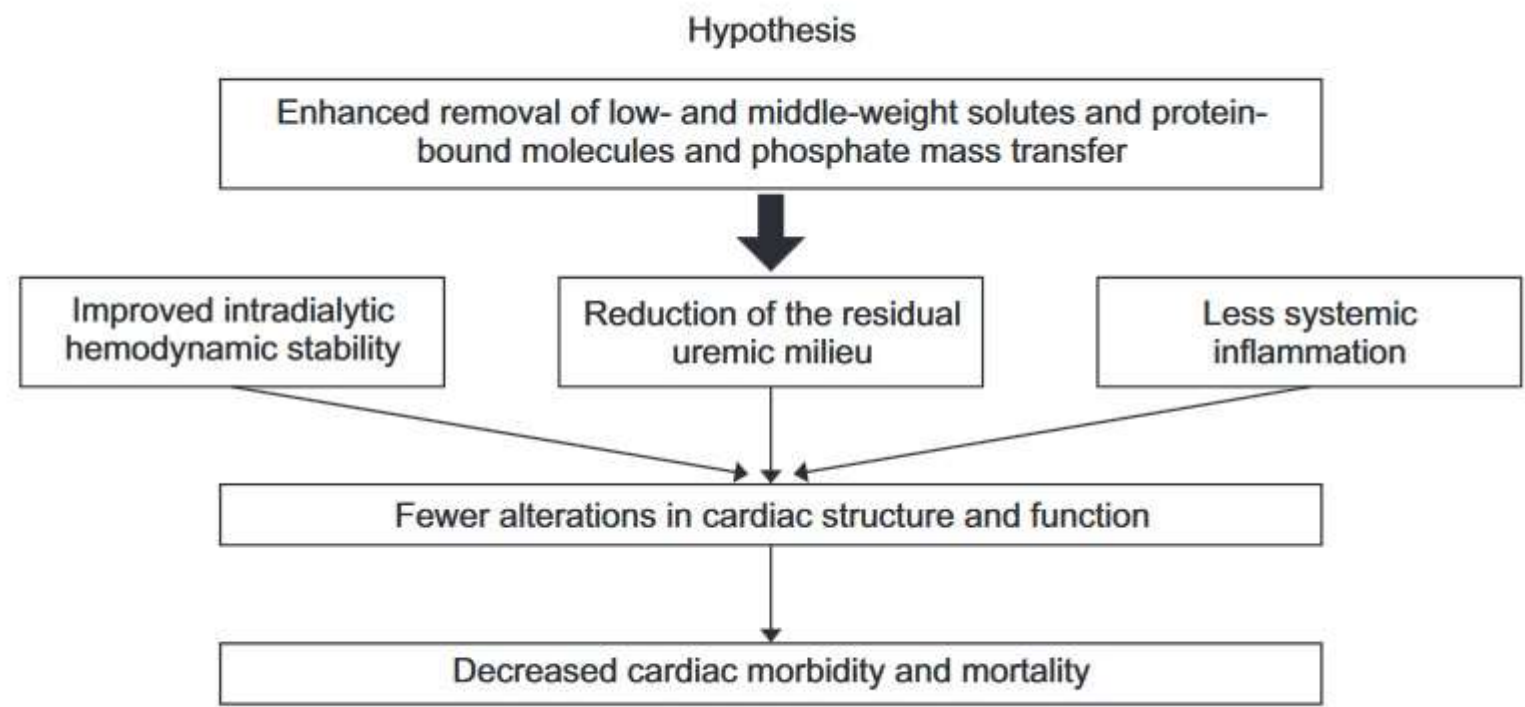 Hypothesis
Enhanced removal of low- and middle-weight solutes and protein-
bound molecules and phosphate mass transfer
Improved intradialytic
hemodynamic stability
Reduction of the residual
uremic milieu
Less systemic
inflammation
Fewer alterations in cardiac structure and function
Decreased cardiac morbidity and mortality